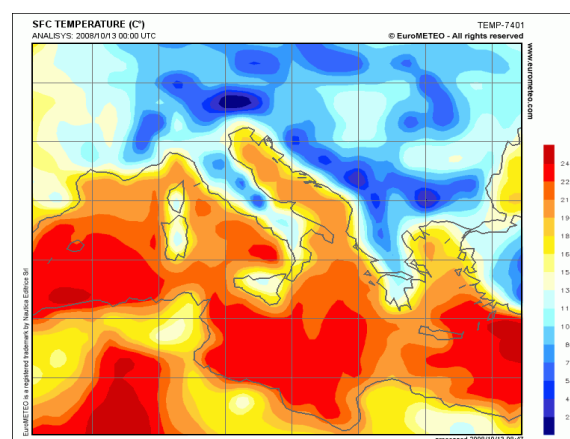 SFC TEMPERATURE (C°)
TEMP-7401
ANALISYS: 2008/10/13 00:00 UTC
© EuroMETEO - All rights reserved
www.eurometeo.com
EuroMETEO is a registered trademark by Nautica Editrice Srl
24
22
21
19
18
16
15
13
12
11
10
8
7
5
4
2